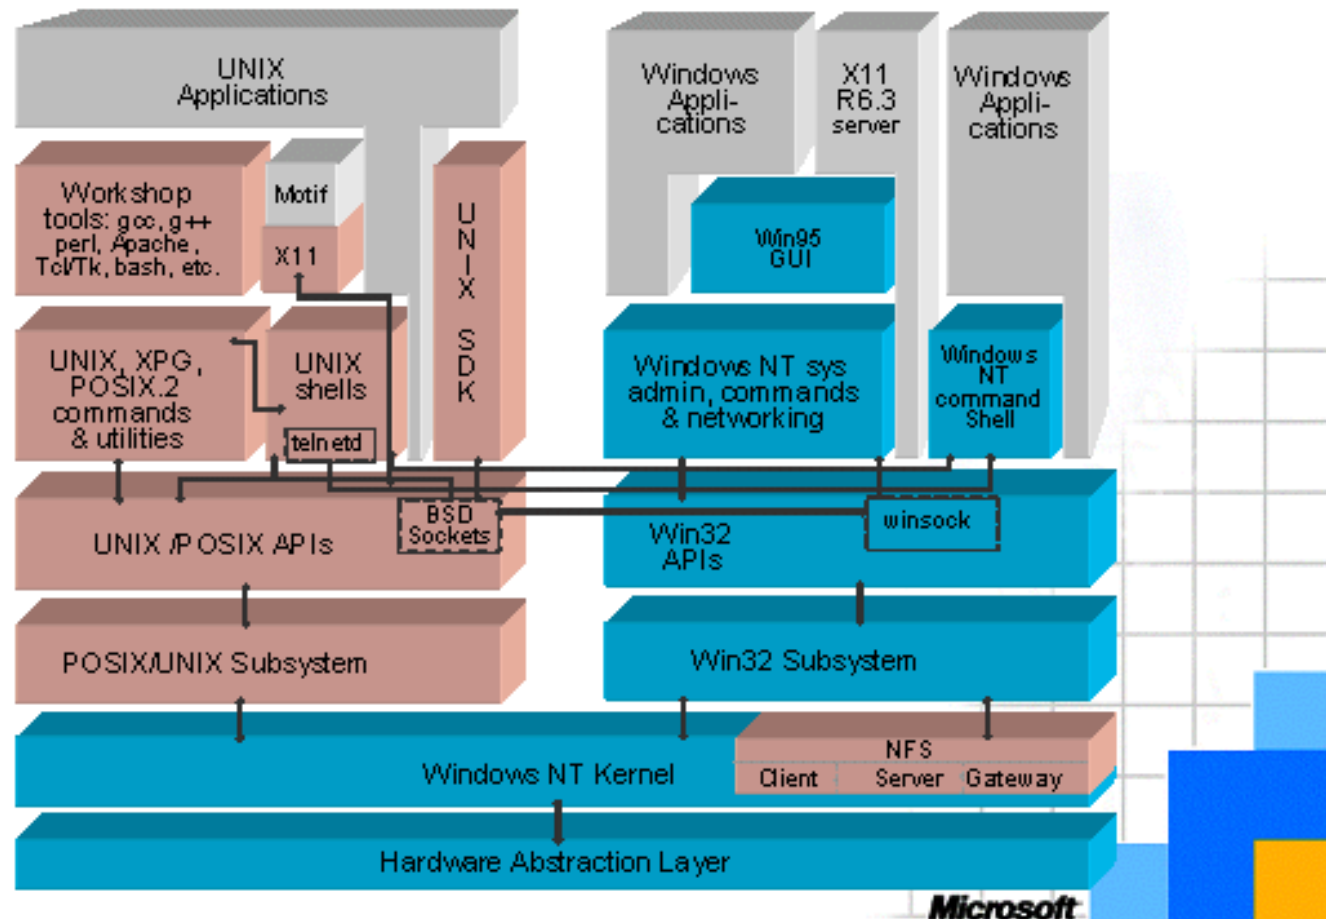 UNIX
Applications
Windows
Appli-
cations
X11
R6.3
server
Windows
Appli-
cations
Workshop
tools: gcc, g++
perl, Apache,
Tcl/Tk, bash, etc.
Motif
X11
UNIX SDK
Win95
GUI
UNIX, XPG,
POSIX.2
commands
& utilities
UNIX
shells
telnetd
Windows NT sys
admin, commands
& networking
Windows
NT
command
Shell
UNIX /POSIX APIs
BSD
Sockets
Win32
APIs
winsock
POSIX/UNIX Subsystem
Win32 Subsystem
Windows NT Kernel
NFS
Client Server Gateway
Hardware Abstraction Layer
Microsoft